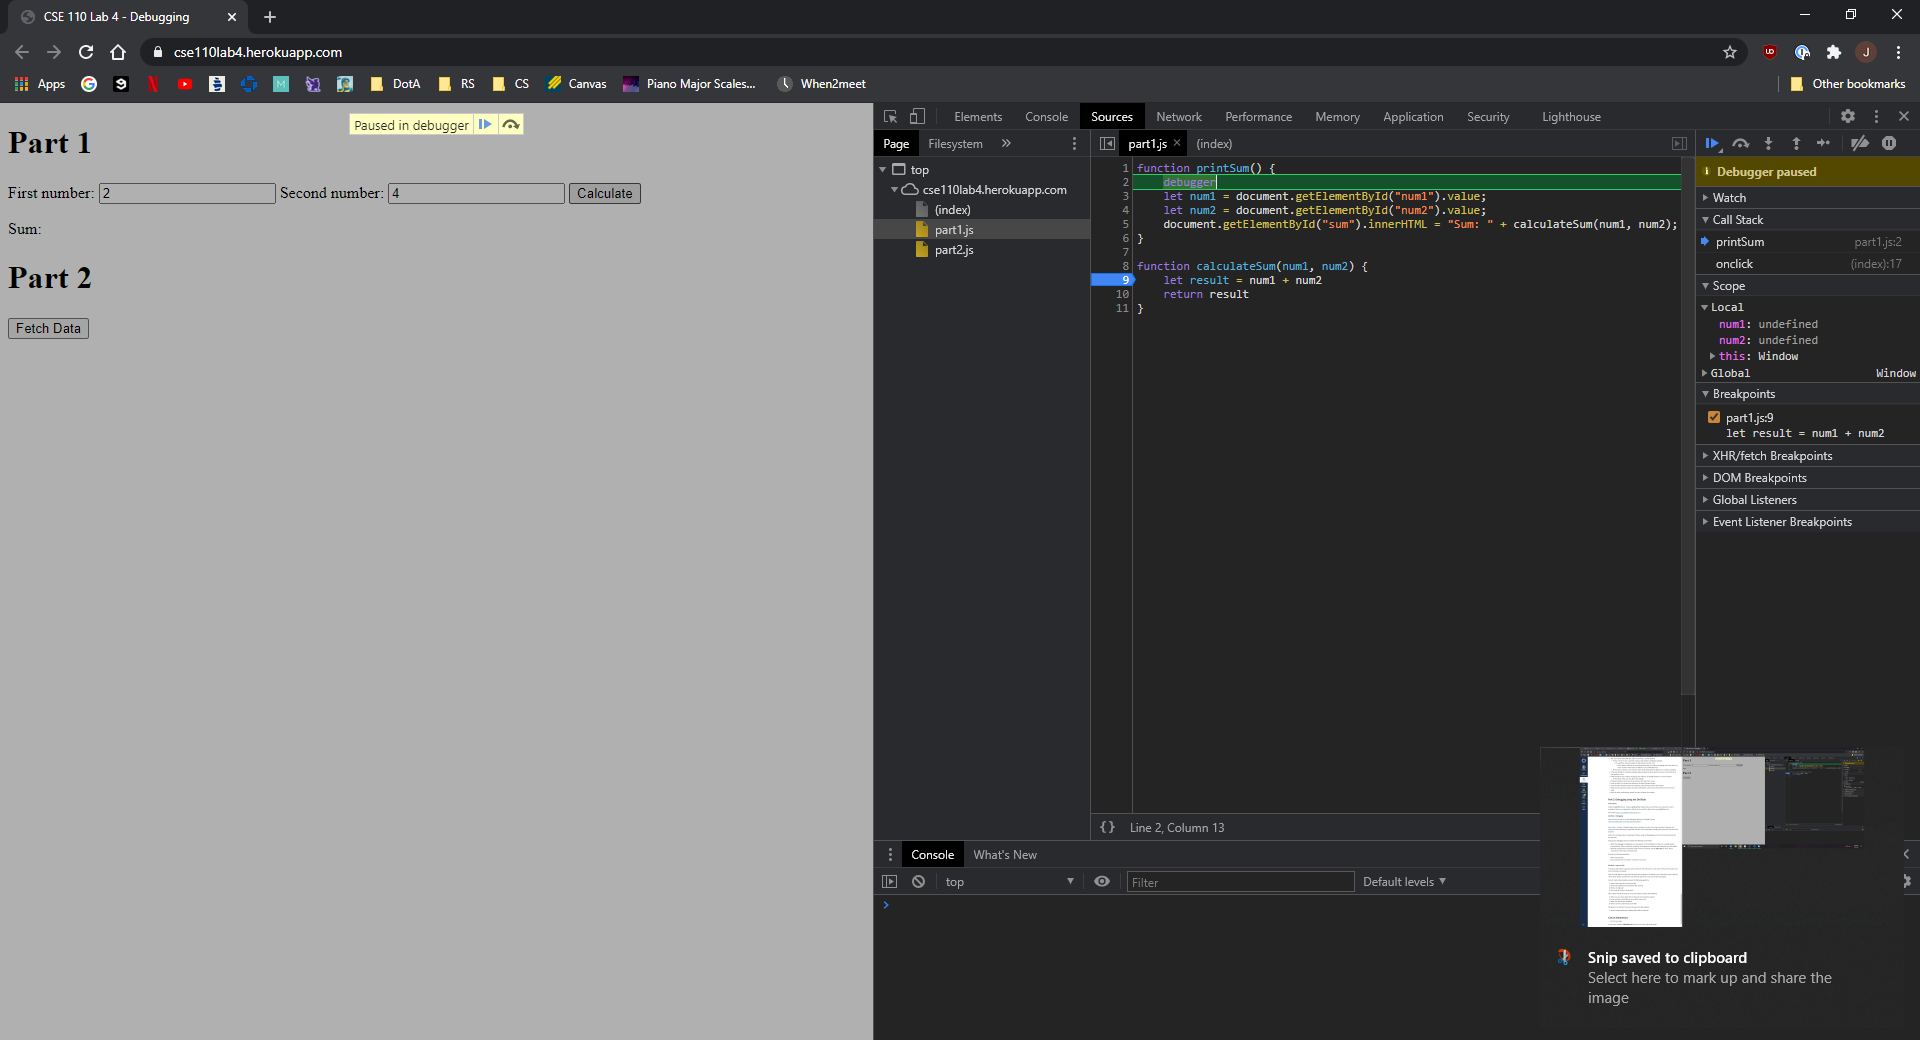 CSE 110 Lab 4 - Debugging
cse110lab4.herokuapp.com
Apps
DotA
RS
CS
Canvas
Piano Major Scales...
When2meet
Other bookmarks
Paused in debugger
Part 1
First number: 2 Second number: 4 Calculate
Sum:
Part 2
Fetch Data
Elements Console Sources Network Performance Memory Application Security Lighthouse
Page Filesystem
top
cse110lab4.herokuapp.com
(index)
part1.js
part2.js
part1.js (index)
1 function printSum() {
2 debugger
3 let num1 = document.getElementById("num1").value;
4 let num2 = document.getElementById("num2").value;
5 document.getElementById("sum").innerHTML = "Sum: " + calculateSum(num1, num2);
6 }
7
8 function calculateSum(num1, num2) {
9 let result = num1 + num2
10 return result
11 }
{} Line 2, Column 13
Debugger paused
Watch
Call Stack
printSum part1.js:2
onclick (index):17
Scope
Local
num1: undefined
num2: undefined
this: Window
Global Window
Breakpoints
part1.js:9
let result = num1 + num2
XHR/fetch Breakpoints
DOM Breakpoints
Global Listeners
Event Listener Breakpoints
Console What's New
top Filter Default levels
Snip saved to clipboard
Select here to mark up and share the
image